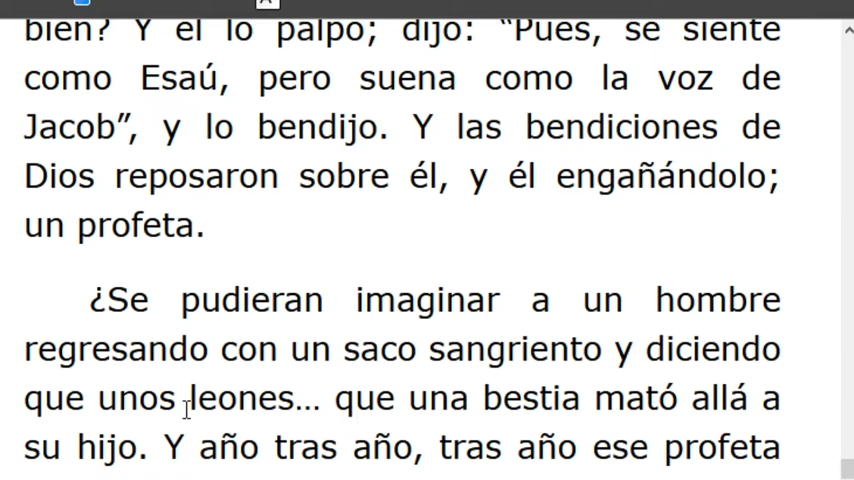 bien? Y él lo palpó; dijo: “Pues, se siente
como Esaú, pero suena como la voz de
Jacob”, y lo bendijo. Y las bendiciones de
Dios reposaron sobre él, y él engañándolo;
un profeta.
¿Se pudieran imaginar a un hombre
regresando con un saco sangriento y diciendo
que unos leones… que una bestia mató allá a
su hijo. Y año tras año, tras año ese profeta